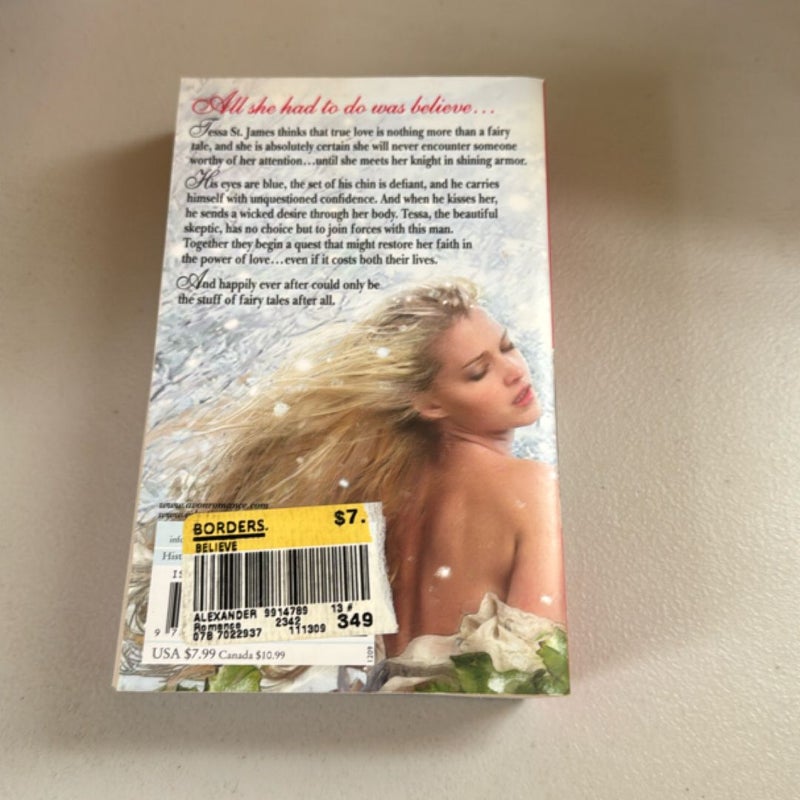 All she had to do was believe...
Tessa St. James thinks that true love is nothing more than a fairy
tale, and she is absolutely certain she will never encounter someone
worthy of her attention...until she meets her knight in shining armor.
His eyes are blue, the set of his chin is defiant, and he carries
himself with unquestioned confidence. And when he kisses her,
he sends a wicked desire through her body. Tessa, the beautiful
skeptic, has no choice but to join forces with this man.
Together they begin a quest that might restore her faith in
the power of love...even if it costs both their lives.
And happily ever after could only be
the stuff of fairy tales after all.
www.avonromance.com
BORDERS. $7.
BELIEVE
ALEXANDER 9914789 13 #
Romance 2342 349
078 7022937 111309
USA $7.99 Canada $10.99
1209